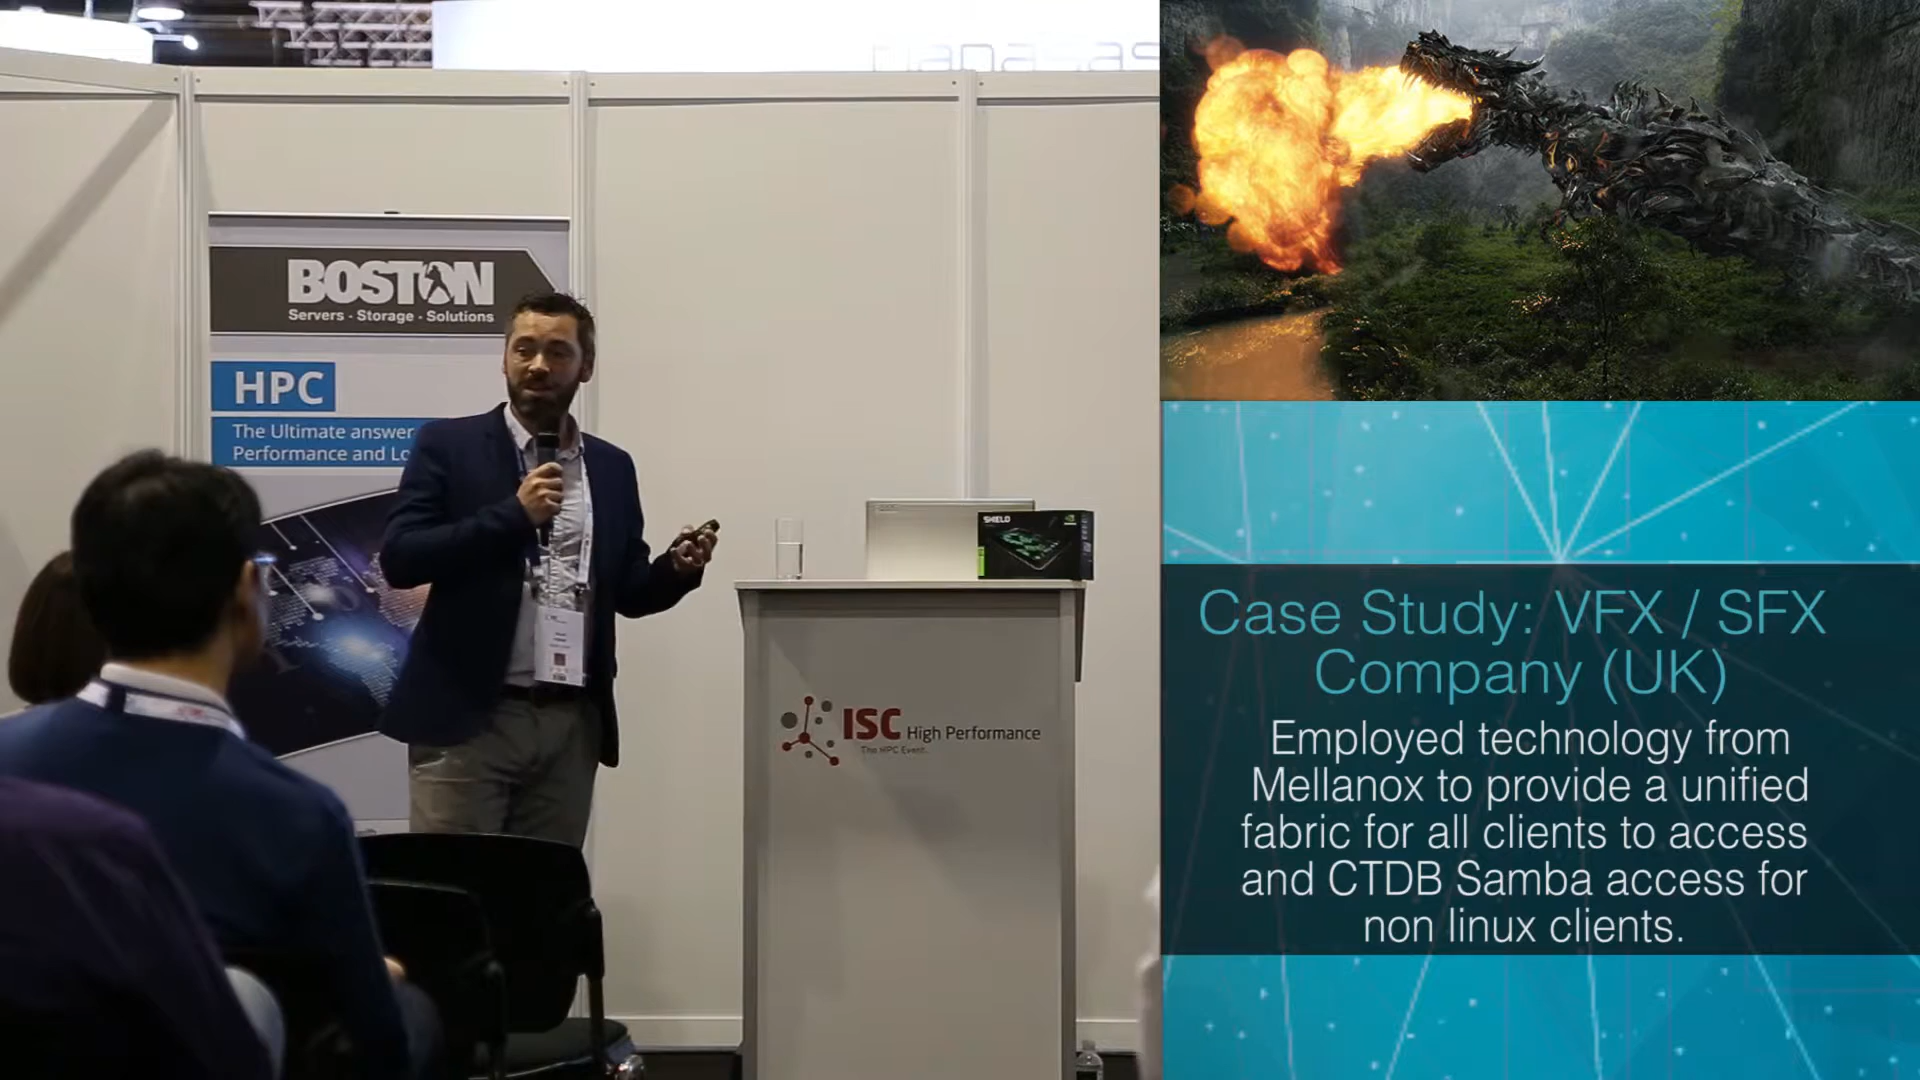 BOSTON
Servers · Storage · Solutions
HPC
The Ultimate answer
Performance and Lo
SHIELD
ISC High Performance
The HPC Event.
Case Study: VFX / SFX
Company (UK)
Employed technology from
Mellanox to provide a unified
fabric for all clients to access
and CTDB Samba access for
non linux clients.